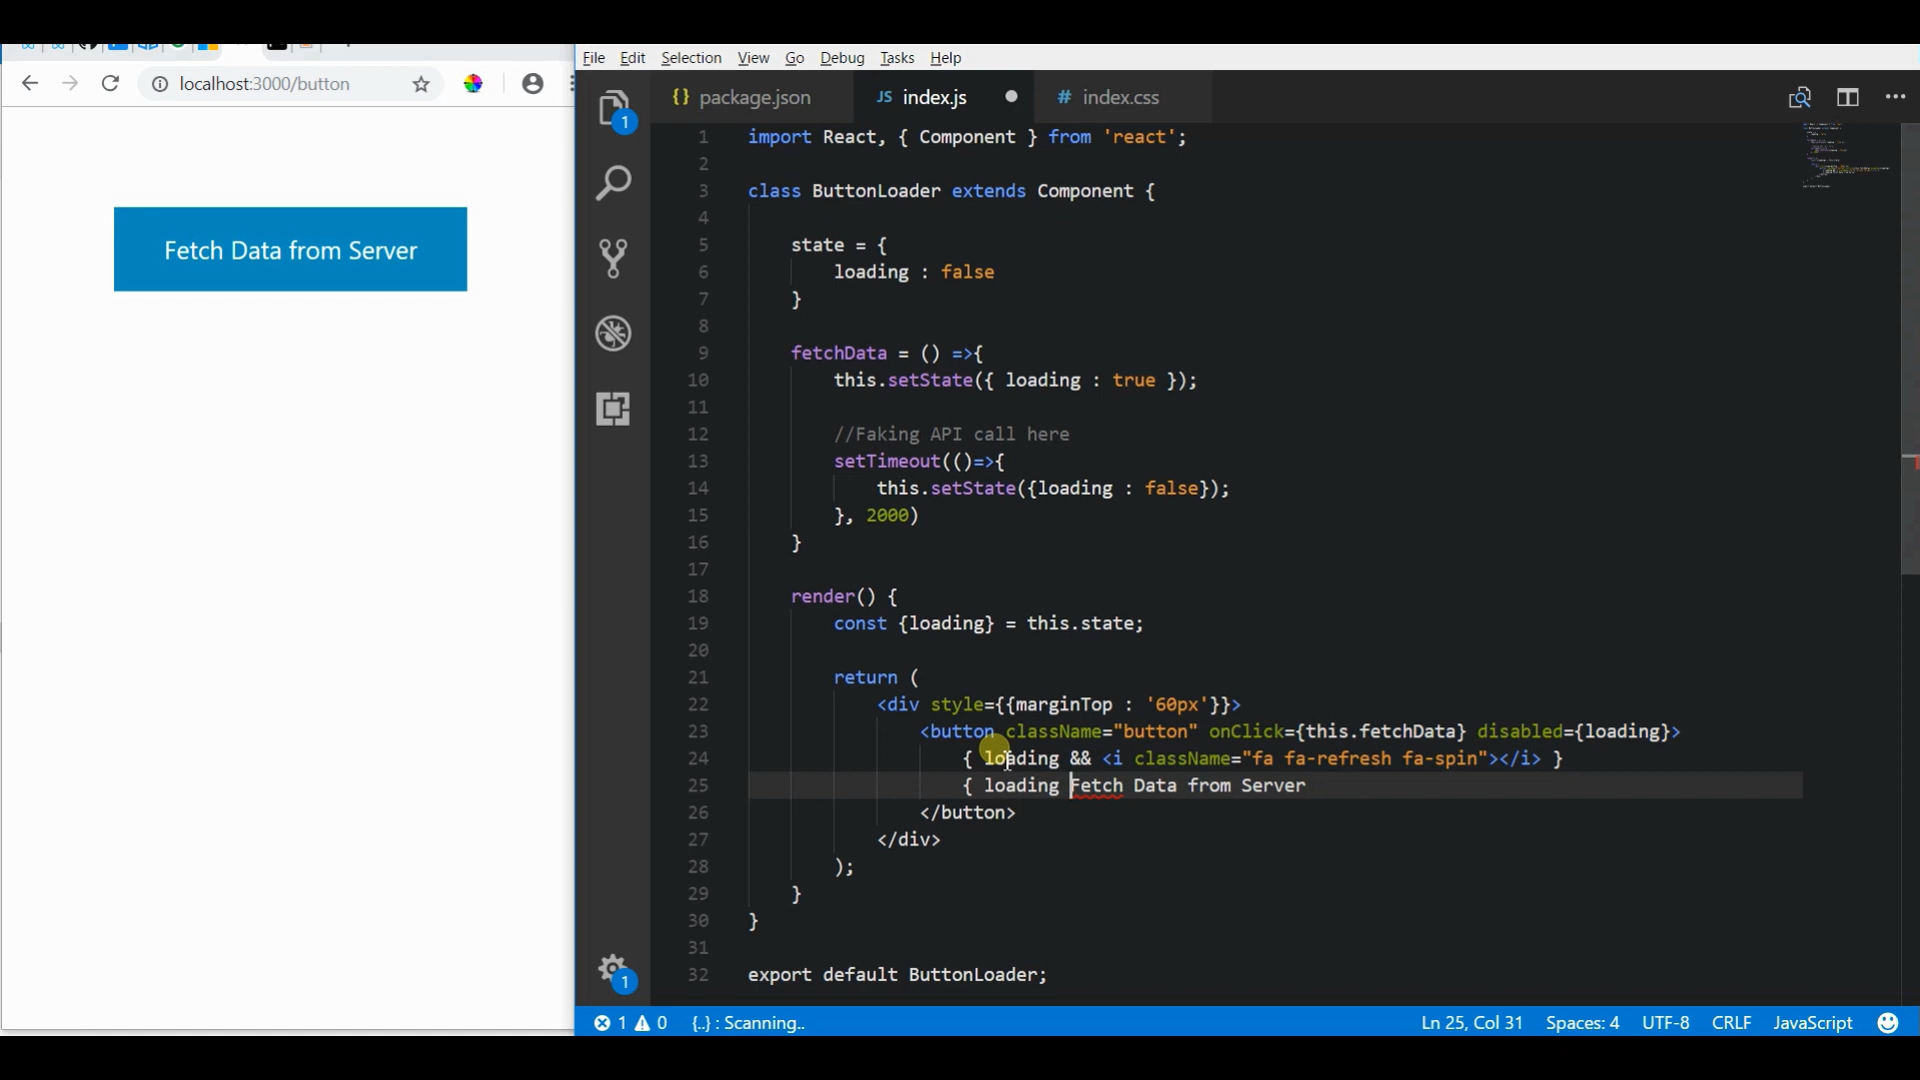 localhost:3000/button
Fetch Data from Server
File Edit Selection View Go Debug Tasks Help
{} package.json JS index.js # index.css
1 import React, { Component } from 'react';
2
3 class ButtonLoader extends Component {
4
5 state = {
6 loading : false
7 }
8
9 fetchData = () =>{
10 this.setState({ loading : true });
11
12 //Faking API call here
13 setTimeout(()=>{
14 this.setState({loading : false});
15 }, 2000)
16 }
17
18 render() {
19 const {loading} = this.state;
20
21 return (
22 <div style={{marginTop : '60px'}}>
23 <button className="button" onClick={this.fetchData} disabled={loading}>
24 { loading && <i className="fa fa-refresh fa-spin"></i> }
25 { loading Fetch Data from Server
26 </button>
27 </div>
28 );
29 }
30 }
31
32 export default ButtonLoader;
1
1
1 0 {..} : Scanning.. Ln 25, Col 31 Spaces: 4 UTF-8 CRLF JavaScript